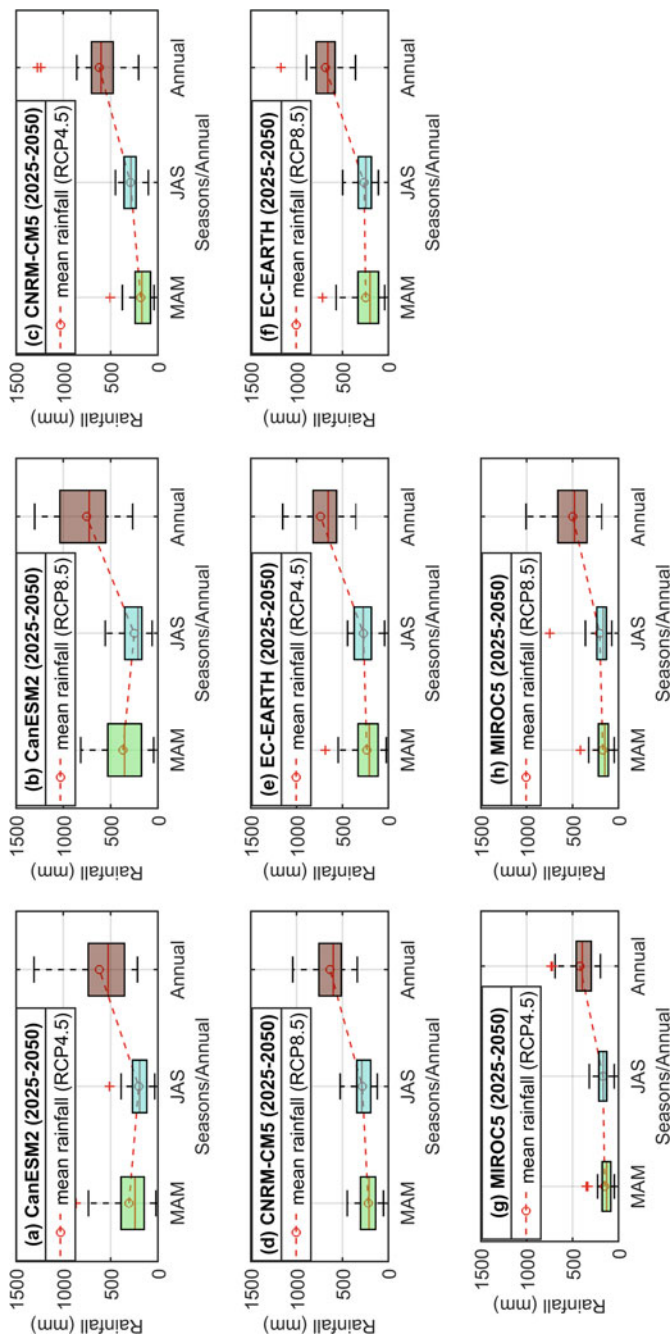 (a) CanESM2 (2025-2050)
mean rainfall (RCP4.5)
Rainfall (mm)
1500
1000
500
0
MAM JAS Annual
Seasons/Annual
(b) CanESM2 (2025-2050)
mean rainfall (RCP8.5)
Rainfall (mm)
1500
1000
500
0
MAM JAS Annual
Seasons/Annual
(c) CNRM-CM5 (2025-2050)
mean rainfall (RCP4.5)
Rainfall (mm)
1500
1000
500
0
MAM JAS Annual
Seasons/Annual
(d) CNRM-CM5 (2025-2050)
mean rainfall (RCP8.5)
Rainfall (mm)
1500
1000
500
0
MAM JAS Annual
Seasons/Annual
(e) EC-EARTH (2025-2050)
mean rainfall (RCP4.5)
Rainfall (mm)
1500
1000
500
0
MAM JAS Annual
Seasons/Annual
(f) EC-EARTH (2025-2050)
mean rainfall (RCP8.5)
Rainfall (mm)
1500
1000
500
0
MAM JAS Annual
Seasons/Annual
(g) MIROC5 (2025-2050)
mean rainfall (RCP4.5)
Rainfall (mm)
1500
1000
500
0
MAM JAS Annual
Seasons/Annual
(h) MIROC5 (2025-2050)
mean rainfall (RCP8.5)
Rainfall (mm)
1500
1000
500
0
MAM JAS Annual
Seasons/Annual